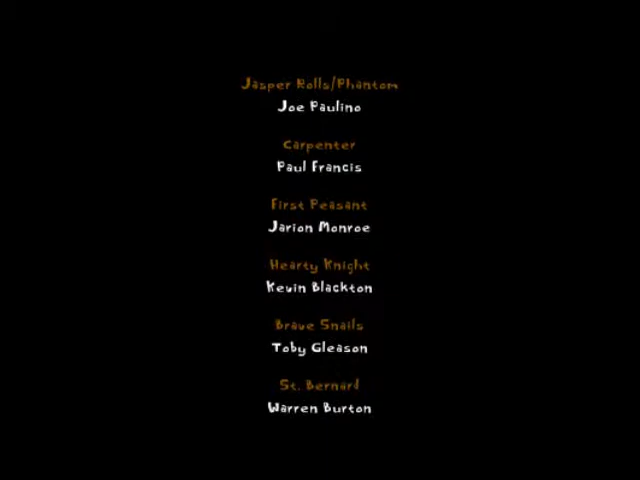 Jasper Rolls/Phantom
Joe Paulino
Carpenter
Paul Francis
First Peasant
Jarion Monroe
Hearty Knight
Kevin Blackton
Brave Snails
Toby Gleason
St. Bernard
Warren Burton